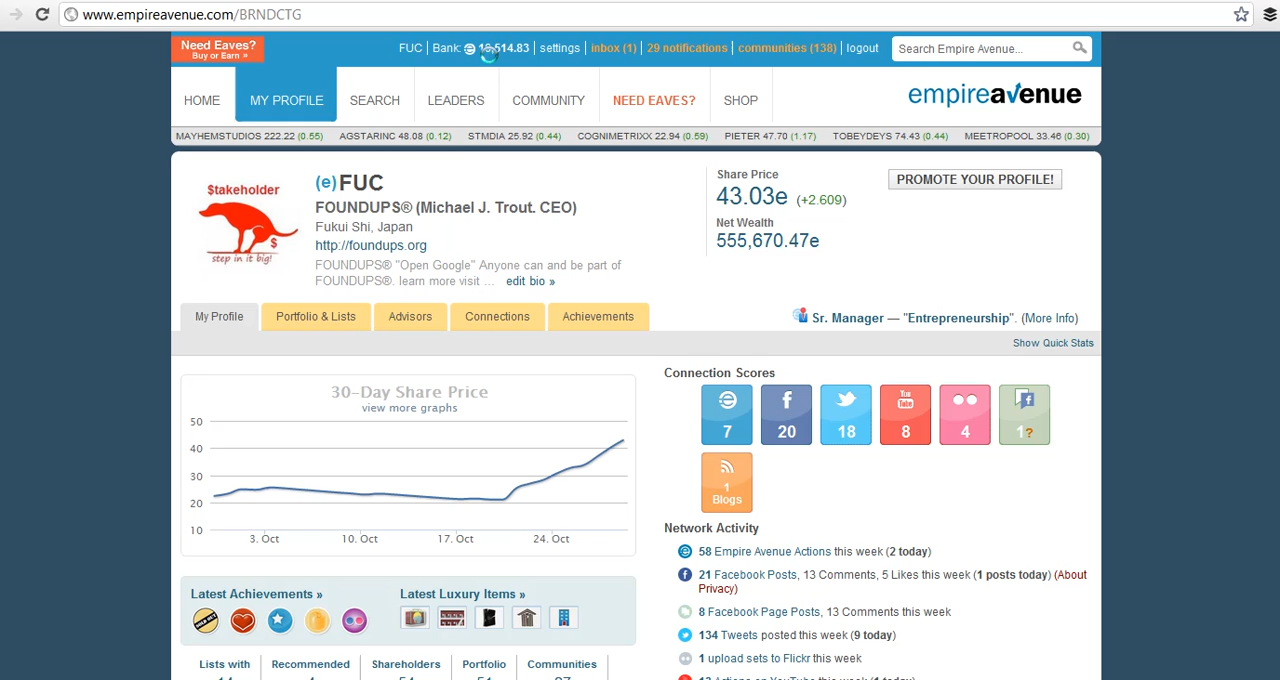 www.empireavenue.com/BRNDCTG
Need Eaves?
Buy or Earn »
FUC | Bank: 514.83 | settings | inbox (1) | 29 notifications | communities (138) | logout
Search Empire Avenue...
HOME
MY PROFILE
SEARCH
LEADERS
COMMUNITY
NEED EAVES?
SHOP
empireavenue
MAYHEMSTUDIOS 222.22 (0.55) AGSTARINC 48.08 (0.12) STMDIA 25.92 (0.44) COGNIMETRIXX 22.94 (0.59) PIETER 47.70 (1.17) TOBEYDEYS 74.43 (0.44) MEETROPOOL 33.46 (0.30)
$takeholder
$
step in it big!
(e)FUC
FOUNDUPS® (Michael J. Trout. CEO)
Fukui Shi, Japan
http://foundups.org
FOUNDUPS® "Open Google" Anyone can and be part of
FOUNDUPS®. learn more visit ... edit bio »
Share Price
43.03e (+2.609)
Net Wealth
555,670.47e
PROMOTE YOUR PROFILE!
My Profile
Portfolio & Lists
Advisors
Connections
Achievements
Sr. Manager — "Entrepreneurship". (More Info)
Show Quick Stats
30-Day Share Price
view more graphs
50
40
30
20
10
3. Oct
10. Oct
17. Oct
24. Oct
Latest Achievements »
Latest Luxury Items »
Lists with
Recommended
Shareholders
Portfolio
Communities
Connection Scores
7
f
20
18
You
Tube
8
4
f
1?
1
Blogs
Network Activity
58 Empire Avenue Actions this week (2 today)
21 Facebook Posts, 13 Comments, 5 Likes this week (1 posts today) (About
Privacy)
8 Facebook Page Posts, 13 Comments this week
134 Tweets posted this week (9 today)
1 upload sets to Flickr this week
13 Actions on YouTube this week